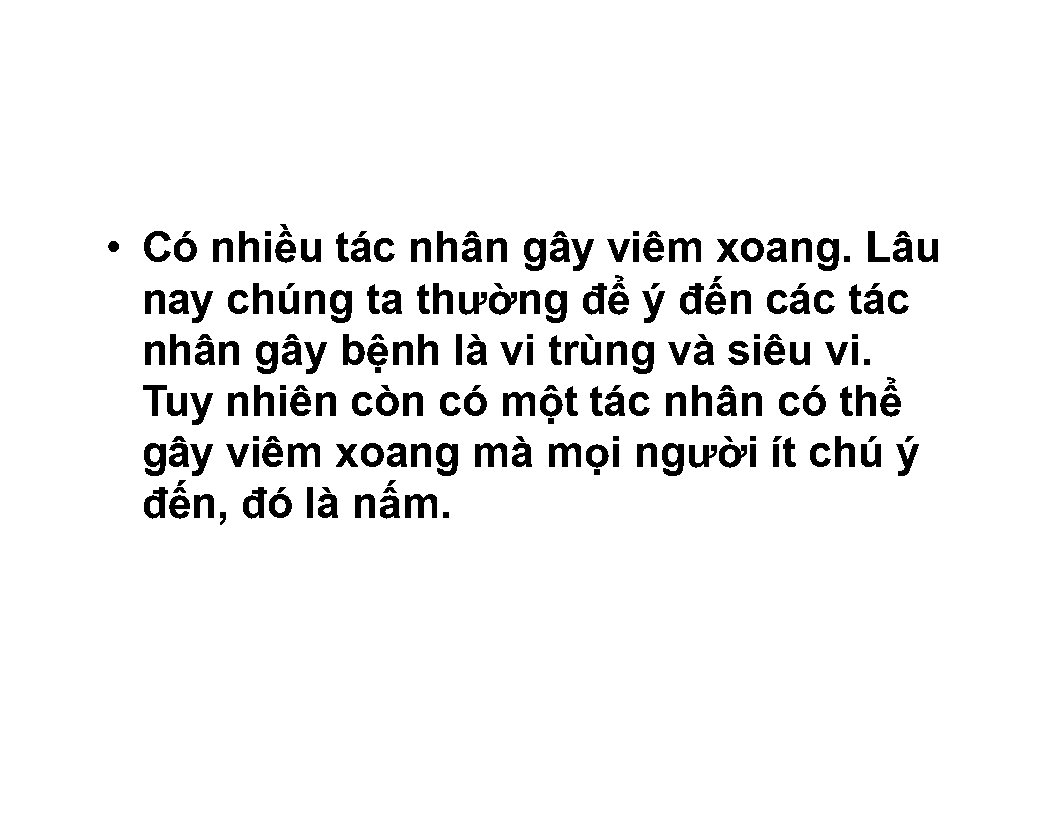 • Có nhiều tác nhân gây viêm xoang. Lâu
nay chúng ta thường để ý đến các tác
nhân gây bệnh là vi trùng và siêu vi.
Tuy nhiên còn có một tác nhân có thể
gây viêm xoang mà mọi người ít chú ý
đến, đó là nấm.